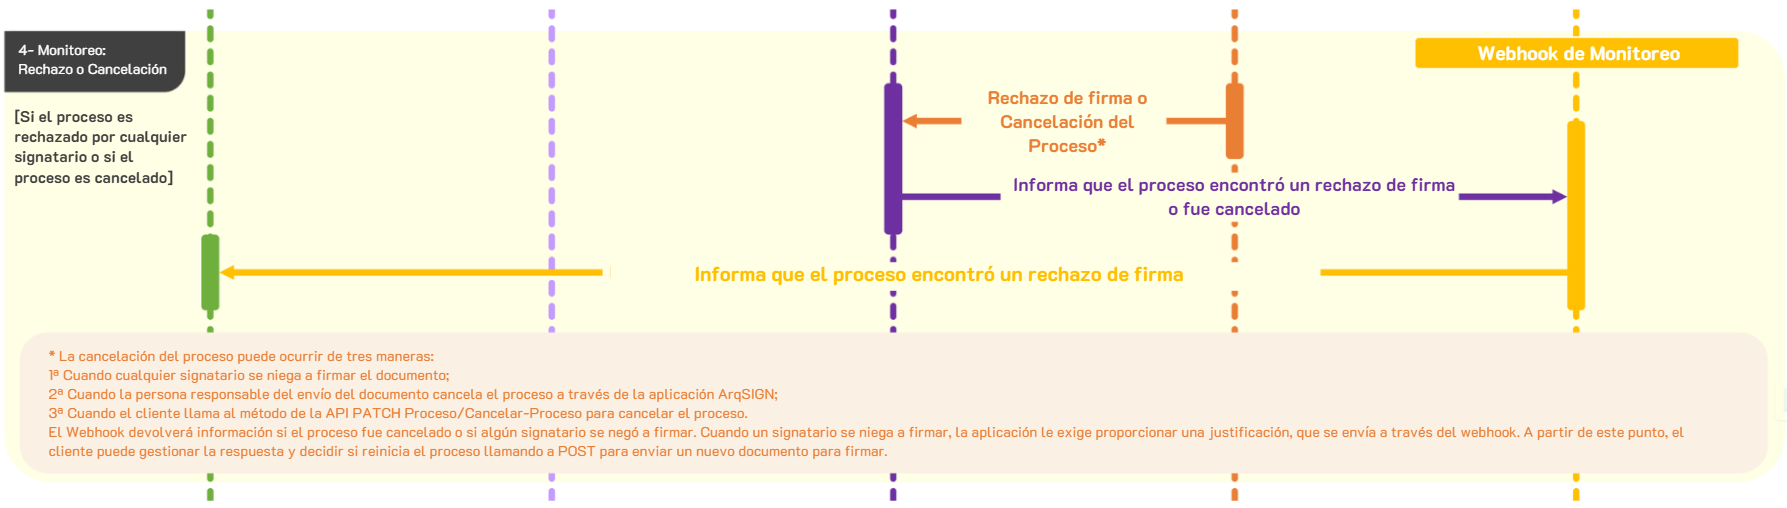 4- Monitoreo:
Rechazo o Cancelación
Webhook de Monitoreo
[Si el proceso es
rechazado por cualquier
signatario o si el
proceso es cancelado]
Rechazo de firma o
Cancelación del
Proceso*
Informa que el proceso encontró un rechazo de firma
o fue cancelado
Informa que el proceso encontró un rechazo de firma
* La cancelación del proceso puede ocurrir de tres maneras:
1ª Cuando cualquier signatario se niega a firmar el documento;
2ª Cuando la persona responsable del envío del documento cancela el proceso a través de la aplicación ArqSIGN;
3ª Cuando el cliente llama al método de la API PATCH Proceso/Cancelar-Proceso para cancelar el proceso.
El Webhook devolverá información si el proceso fue cancelado o si algún signatario se negó a firmar. Cuando un signatario se niega a firmar, la aplicación le exige proporcionar una justificación, que se envía a través del webhook. A partir de este punto, el
cliente puede gestionar la respuesta y decidir si reinicia el proceso llamando a POST para enviar un nuevo documento para firmar.